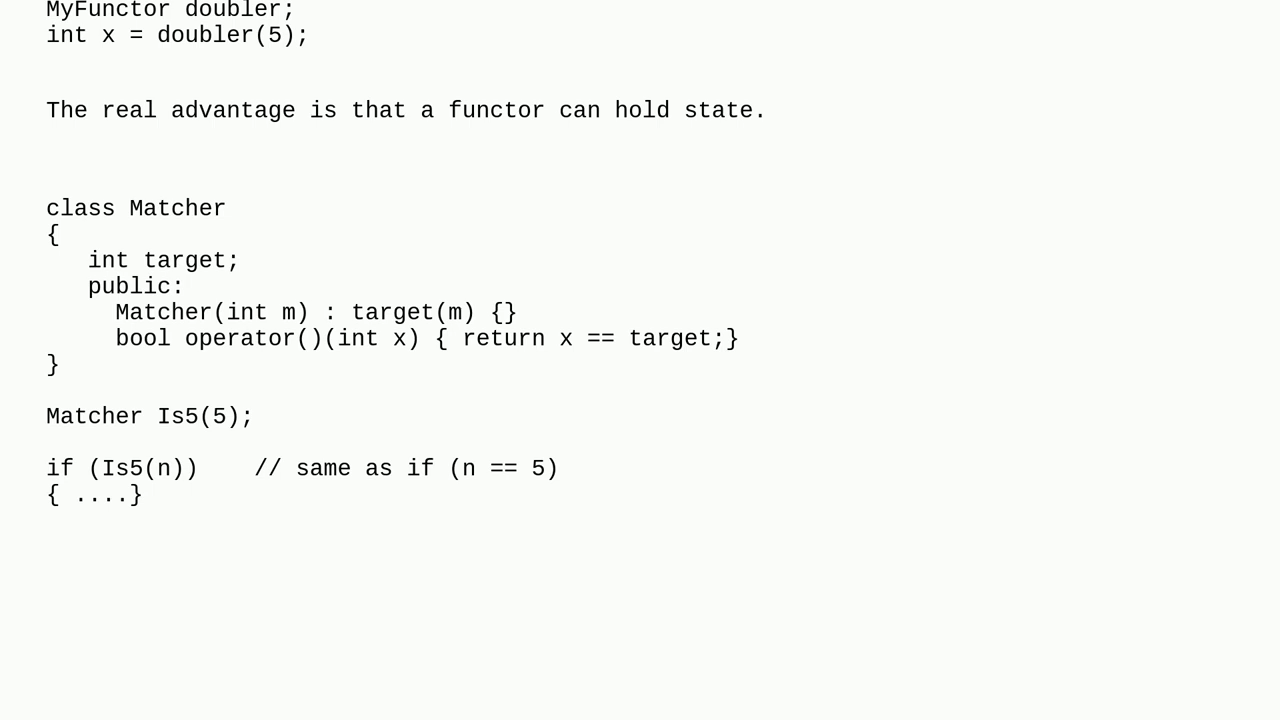 MyFunctor doubler;
int x = doubler(5);
The real advantage is that a functor can hold state.
class Matcher
{
   int target;
   public:
     Matcher(int m) : target(m) {}
     bool operator()(int x) { return x == target;}
}
Matcher Is5(5);
if (Is5(n))    // same as if (n == 5)
{ ....}